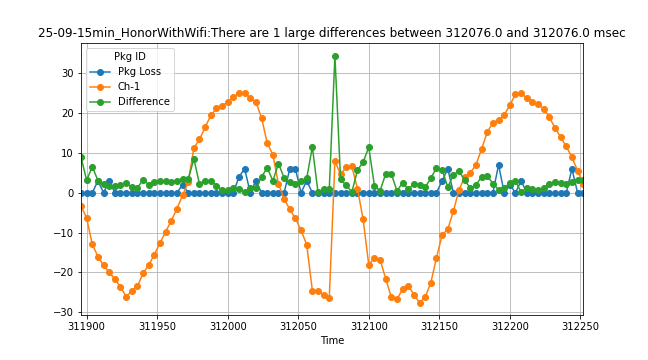 25-09-15min_HonorWithWifi:There are 1 large differences between 312076.0 and 312076.0 msec
Pkg ID
Pkg Loss
Ch-1
Difference
30
20
10
0
−10
−20
−30
311900 311950 312000 312050 312100 312150 312200 312250
Time